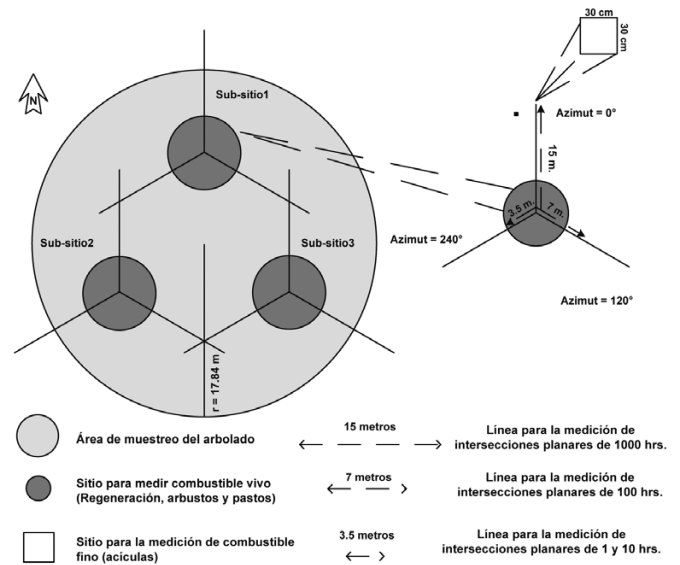 30 cm
30 cm
N
Sub-sitio1
Azimut = 0°
15 m.
3.5 m.
7 m.
Sub-sitio2
Sub-sitio3
Azimut = 240°
Azimut = 120°
r = 17.84 m
Área de muestreo del arbolado
15 metros
Línea para la medición de
intersecciones planares de 1000 hrs.
Sitio para medir combustible vivo
(Regeneración, arbustos y pastos)
7 metros
Línea para la medición de
intersecciones planares de 100 hrs.
Sitio para la medición de combustible
fino (acículas)
3.5 metros
Línea para la medición de
intersecciones planares de 1 y 10 hrs.